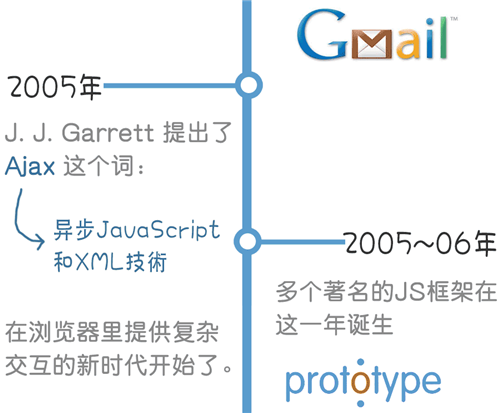 Gmail™
2005年
J. J. Garrett 提出了
Ajax 这个词：
异步JavaScript
和XML技術
在浏览器里提供复杂
交互的新时代开始了。
2005~06年
多个著名的JS框架在
这一年诞生
prototype